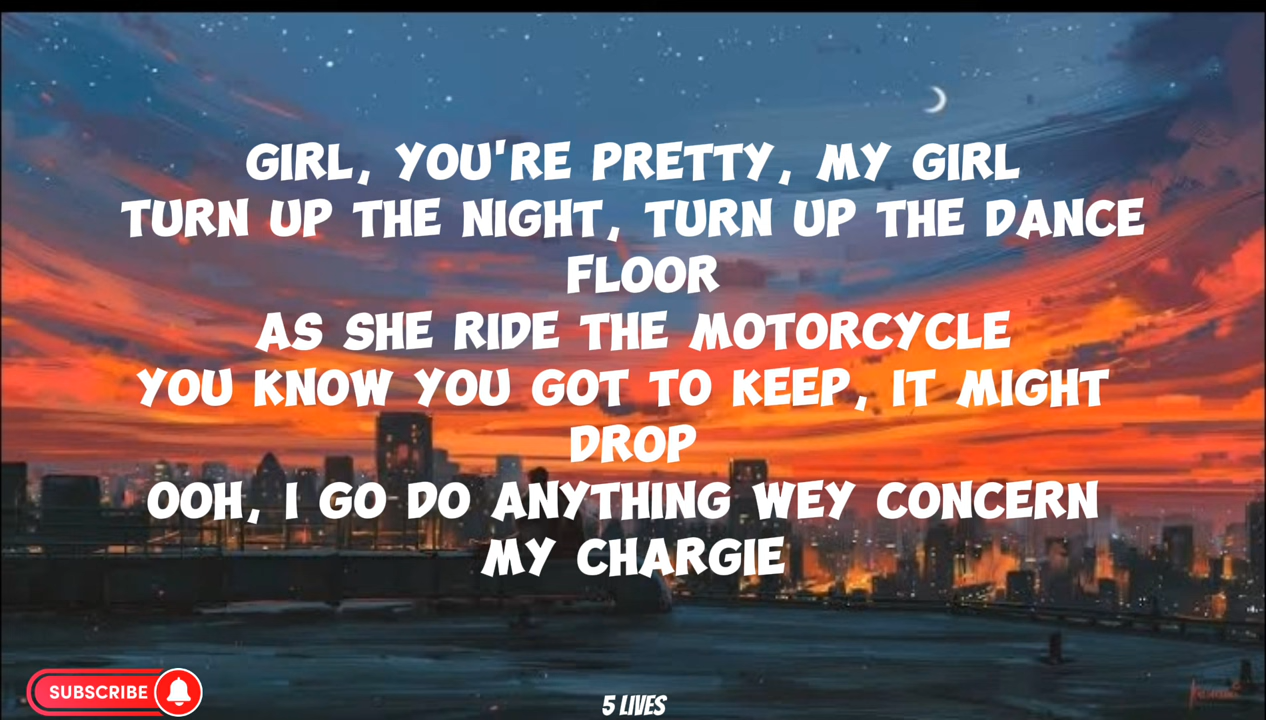 GIRL, YOU'RE PRETTY, MY GIRL
TURN UP THE NIGHT, TURN UP THE DANCE
FLOOR
AS SHE RIDE THE MOTORCYCLE
YOU KNOW YOU GOT TO KEEP, IT MIGHT
DROP
OOH, I GO DO ANYTHING WEY CONCERN
MY CHARGIE
SUBSCRIBE
5 LIVES